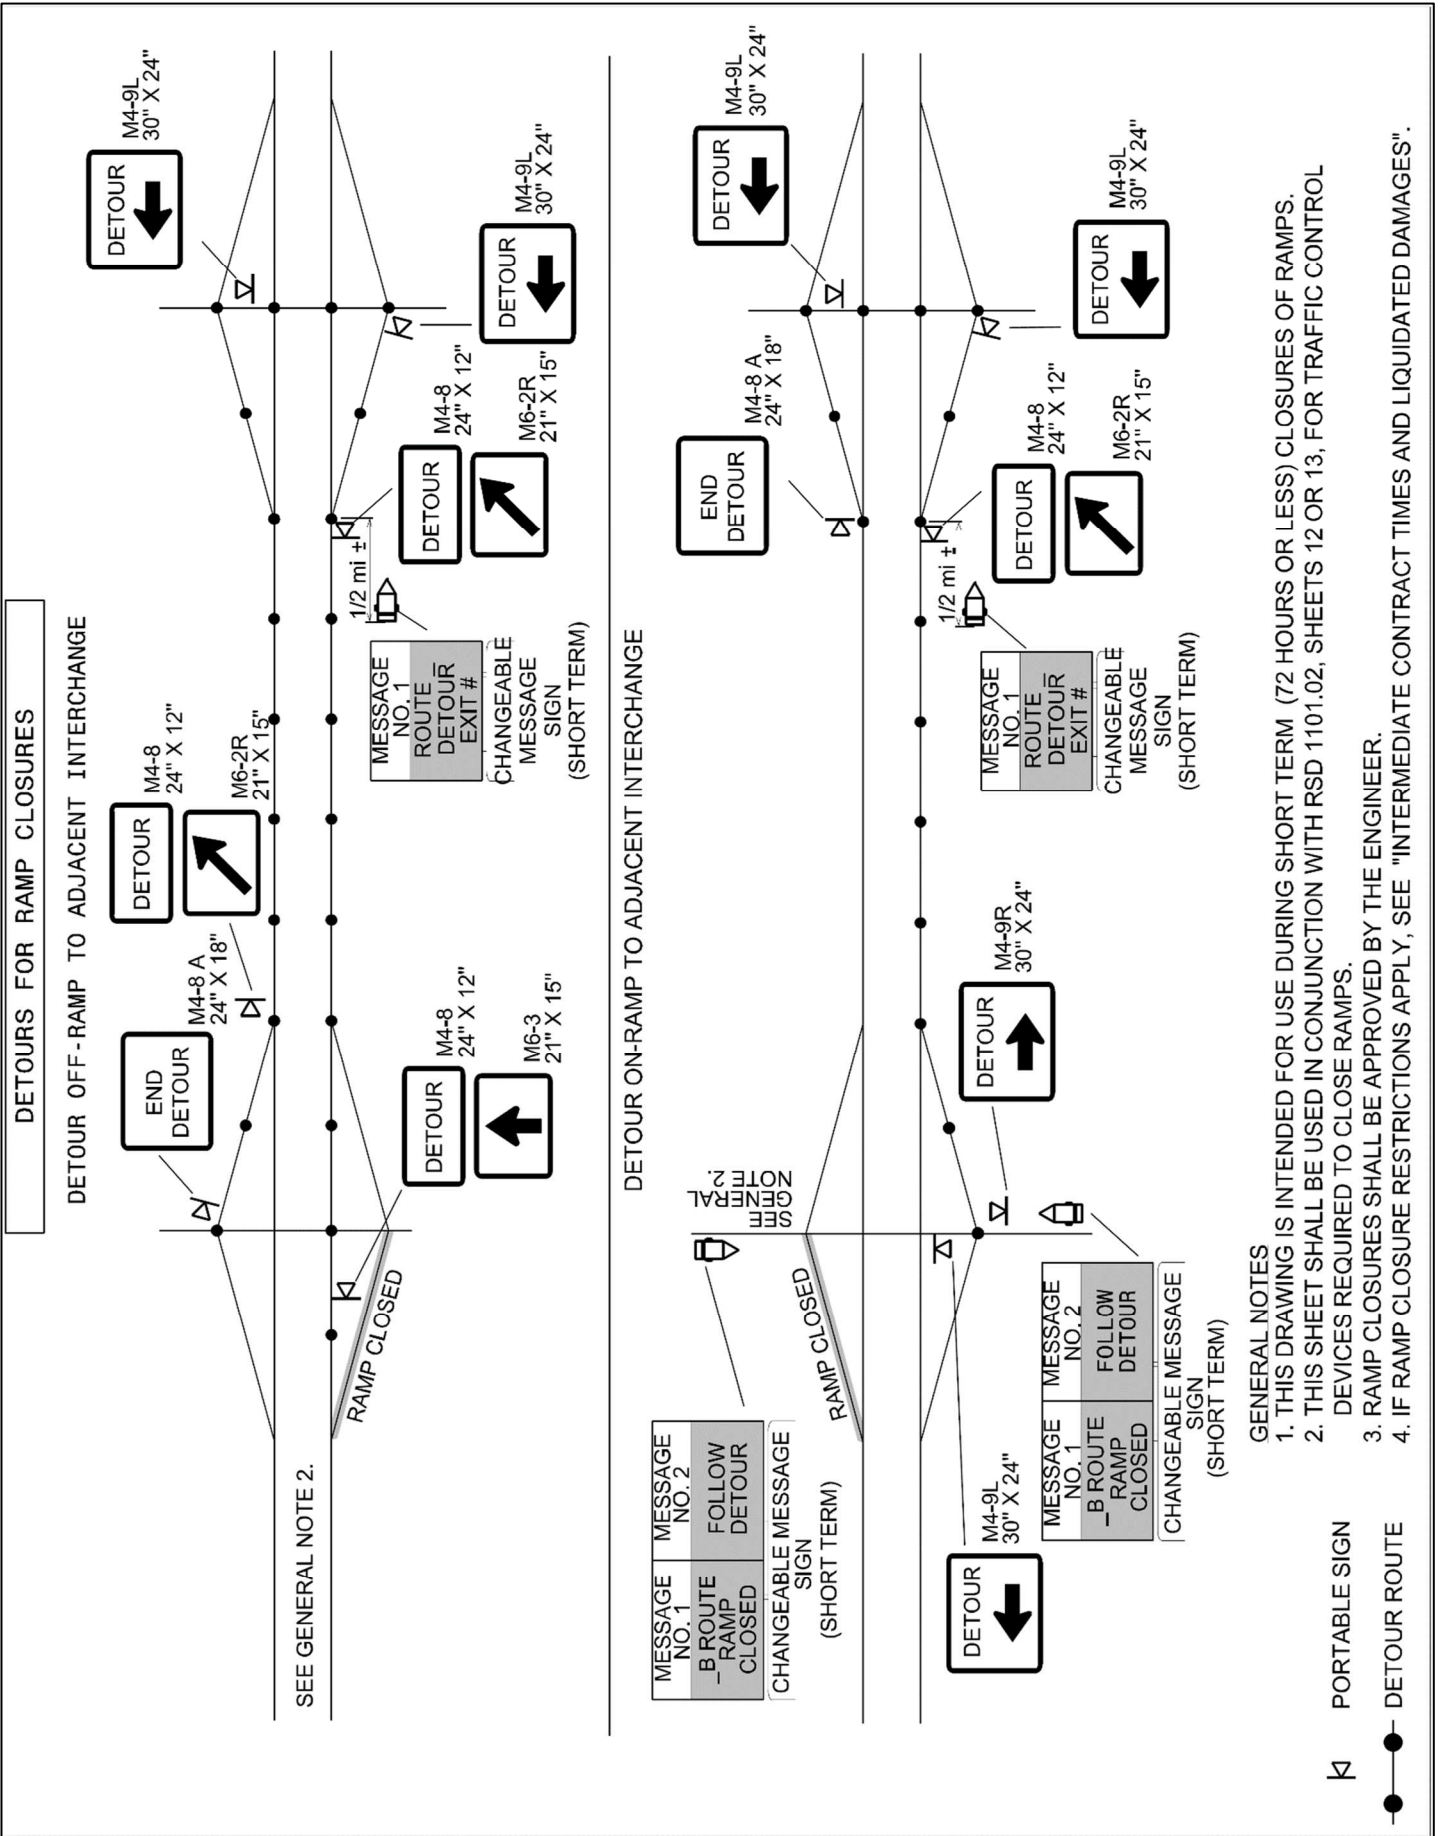 DETOURS FOR RAMP CLOSURES
DETOUR OFF-RAMP TO ADJACENT INTERCHANGE
SEE GENERAL NOTE 2.
END
DETOUR
M4-8 A
24" X 18"
DETOUR
M4-8
24" X 12"
M6-2R
21" X 15"
DETOUR
M4-9L
30" X 24"
RAMP CLOSED
DETOUR
M4-8
24" X 12"
M6-3
21" X 15"
1/2 mi ±
MESSAGE
NO. 1
ROUTE_
DETOUR
EXIT #
CHANGEABLE
MESSAGE
SIGN
(SHORT TERM)
DETOUR
M4-8
24" X 12"
M6-2R
21" X 15"
DETOUR
M4-9L
30" X 24"
DETOUR ON-RAMP TO ADJACENT INTERCHANGE
MESSAGE
NO. 1
MESSAGE
NO. 2
_B ROUTE
_ RAMP
CLOSED
FOLLOW
DETOUR
CHANGEABLE MESSAGE
SIGN
(SHORT TERM)
SEE
GENERAL
NOTE 2.
RAMP CLOSED
END
DETOUR
M4-8 A
24" X 18"
DETOUR
M4-9L
30" X 24"
DETOUR
M4-9L
30" X 24"
DETOUR
M4-9R
30" X 24"
MESSAGE
NO. 1
MESSAGE
NO. 2
_B ROUTE
_ RAMP
CLOSED
FOLLOW
DETOUR
CHANGEABLE MESSAGE
SIGN
(SHORT TERM)
1/2 mi ±
MESSAGE
NO. 1
ROUTE_
DETOUR
EXIT #
CHANGEABLE
MESSAGE
SIGN
(SHORT TERM)
DETOUR
M4-8
24" X 12"
M6-2R
21" X 15"
DETOUR
M4-9L
30" X 24"
PORTABLE SIGN
DETOUR ROUTE
GENERAL NOTES
1. THIS DRAWING IS INTENDED FOR USE DURING SHORT TERM (72 HOURS OR LESS) CLOSURES OF RAMPS.
2. THIS SHEET SHALL BE USED IN CONJUNCTION WITH RSD 1101.02, SHEETS 12 OR 13, FOR TRAFFIC CONTROL
DEVICES REQUIRED TO CLOSE RAMPS.
3. RAMP CLOSURES SHALL BE APPROVED BY THE ENGINEER.
4. IF RAMP CLOSURE RESTRICTIONS APPLY, SEE "INTERMEDIATE CONTRACT TIMES AND LIQUIDATED DAMAGES".